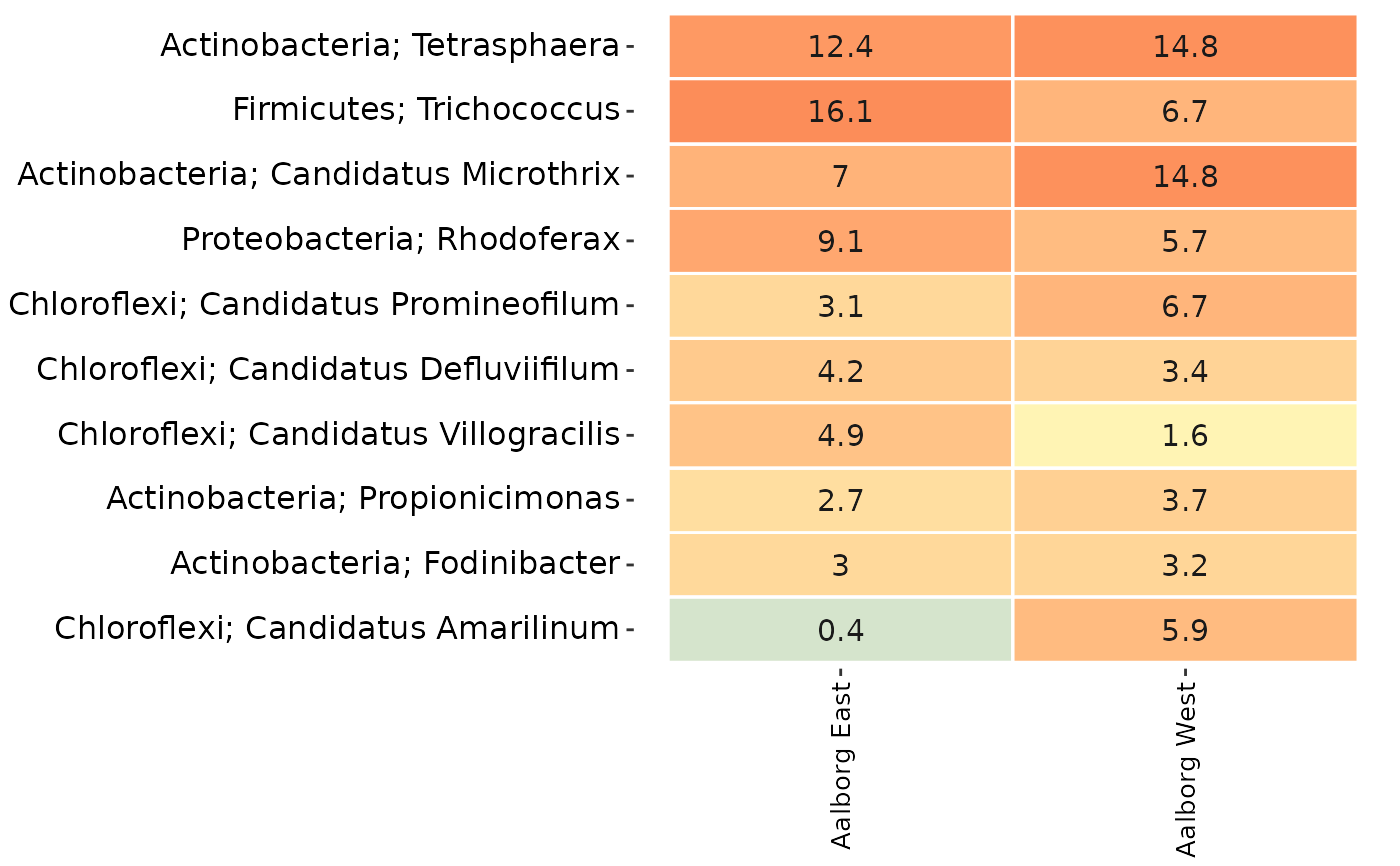 Actinobacteria; Tetrasphaera 12.4 14.8
Firmicutes; Trichococcus 16.1 6.7
Actinobacteria; Candidatus Microthrix 7 14.8
Proteobacteria; Rhodoferax 9.1 5.7
Chloroflexi; Candidatus Promineofilum 3.1 6.7
Chloroflexi; Candidatus Defluviifilum 4.2 3.4
Chloroflexi; Candidatus Villogracilis 4.9 1.6
Actinobacteria; Propionicimonas 2.7 3.7
Actinobacteria; Fodinibacter 3 3.2
Chloroflexi; Candidatus Amarilinum 0.4 5.9
Aalborg East
Aalborg West